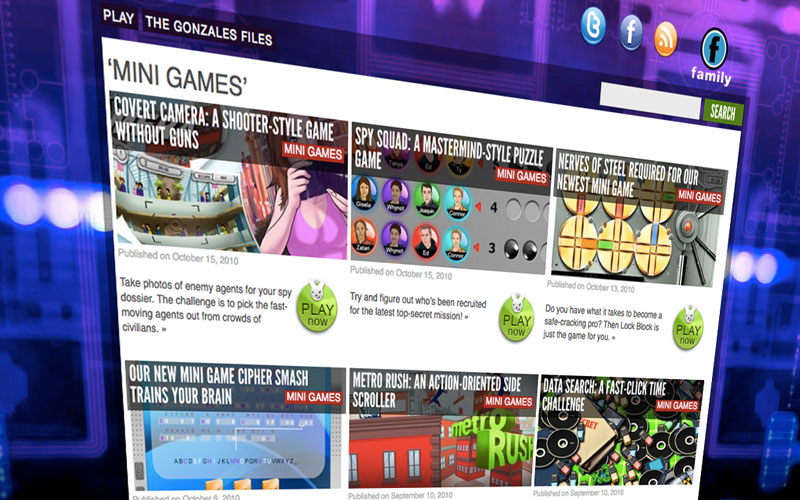 PLAY THE GONZALES FILES
family
'MINI GAMES'
SEARCH
COVERT CAMERA: A SHOOTER-STYLE GAME
WITHOUT GUNS
MINI GAMES
Published on October 15, 2010
Take photos of enemy agents for your spy
dossier. The challenge is to pick the fast-
moving agents out from crowds of
civilians. »
PLAY
now
SPY SQUAD: A MASTERMIND-STYLE PUZZLE
GAME
MINI GAMES
Ed
Ty
Gisela
Whynot
Joaquin
Connor
4
Zatari
Whynot
Ed
Connor
3
Published on October 15, 2010
Try and figure out who's been recruited
for the latest top-secret mission! »
PLAY
now
NERVES OF STEEL REQUIRED FOR OUR
NEWEST MINI GAME
MINI GAMES
Published on October 13, 2010
Do you have what it takes to become a
safe-cracking pro? Then Lock Block is
just the game for you. »
PLAY
now
OUR NEW MINI GAME CIPHER SMASH
TRAINS YOUR BRAIN
MINI GAMES
ABCDEFGHIJKLMNOPQRSTUVWXYZ
Published on October 6, 2010
METRO RUSH: AN ACTION-ORIENTED SIDE
SCROLLER
MINI GAMES
metro
RUSH
Published on September 10, 2010
DATA SEARCH: A FAST-CLICK TIME
CHALLENGE
MINI GAMES
Published on September 10, 2010